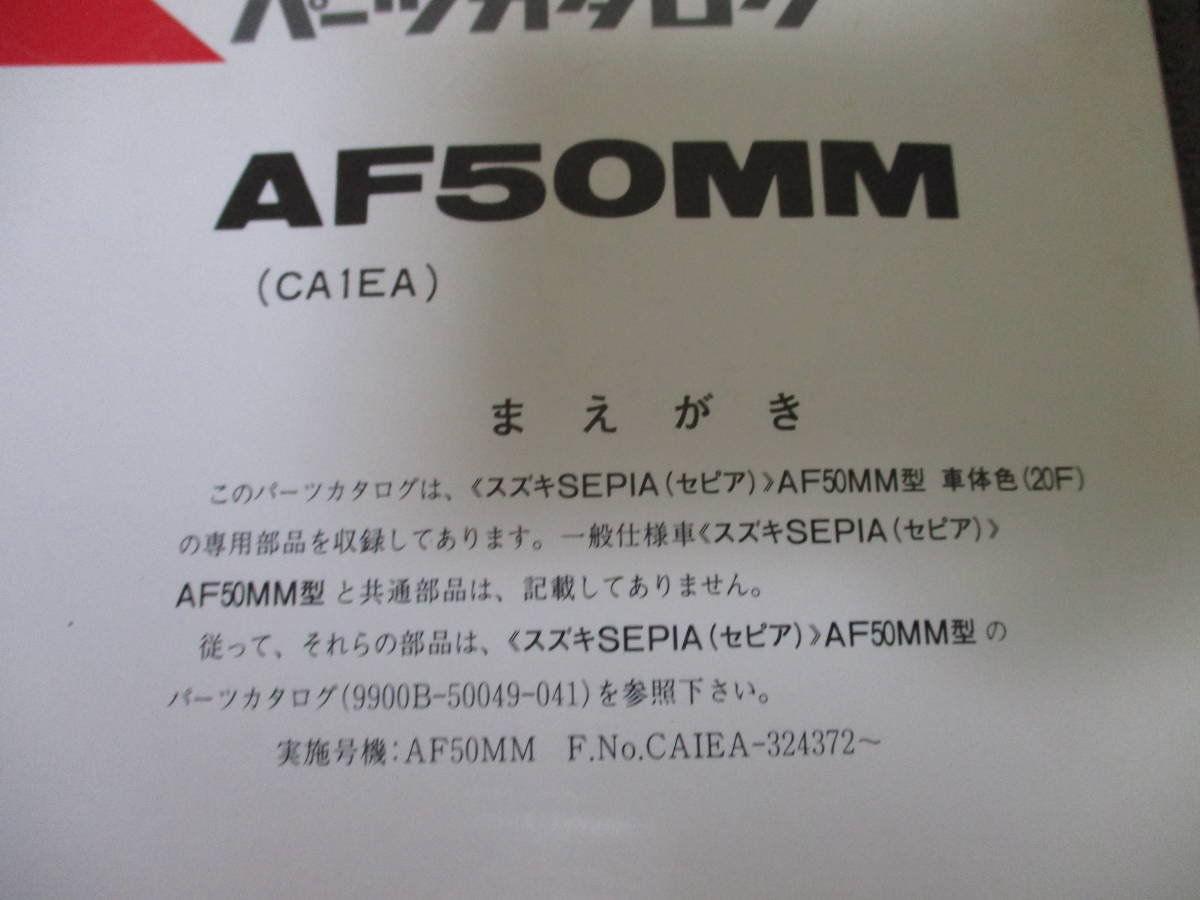 パーツカタログ
AF50MM
(CA1EA)
まえがき
このパーツカタログは、《スズキSEPIA(セピア)》AF50MM型 車体色(20F)
の専用部品を収録してあります。一般仕様車《スズキSEPIA(セピア)》
AF50MM型 と共通部品は、記載してありません。
従って、それらの部品は、《スズキSEPIA(セピア)》AF50MM型 の
パーツカタログ(9900B-50049-041)を参照下さい。
実施号機:AF50MM F.No.CAIEA-324372~